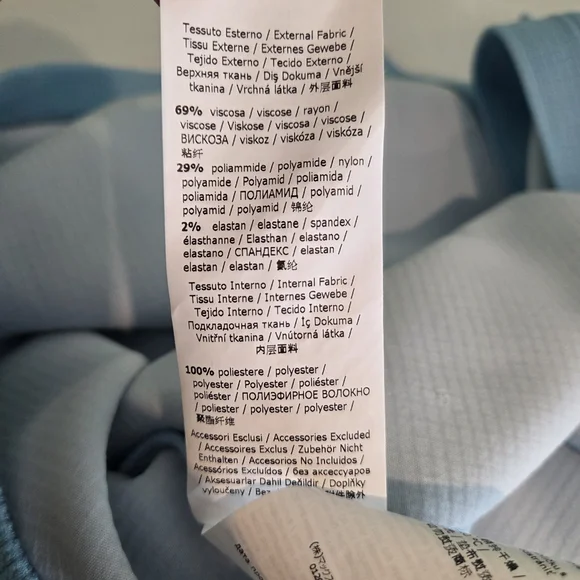 Tessuto Esterno / External Fabric /
Tissu Externe / Externes Gewebe /
Tejido Externo / Tecido Externo /
Верхняя ткань / Diş Dokuma / Vnější
tkanina / Vrchná látka / 外层面料
69% viscosa / viscose / rayon /
viscose / Viskose / viscosa / viscose /
ВИСКОЗА / viskoz / viskóza / viskóza /
粘纤
29% poliammide / polyamide / nylon /
polyamide / Polyamid / poliamida /
poliamida / ПОЛИАМИД / polyamid /
polyamid / polyamid / 锦纶
2% elastan / elastane / spandex /
élasthanne / Elasthan / elastano /
elastano / СПАНДЕКС / elastan /
elastan / elastan / 氨纶
Tessuto Interno / Internal Fabric /
Tissu Interne / Internes Gewebe /
Tejido Interno / Tecido Interno /
Подкладочная ткань / İç Dokuma /
Vnitřní tkanina / Vnútorná látka /
内层面料
100% poliestere / polyester /
polyester / Polyester / poliéster /
poliéster / ПОЛИЭФИРНОЕ ВОЛОКНО
/ poliester / polyester / polyester /
聚酯纤维
Accessori Esclusi / Accessories Excluded
/ Accessoires Exclus / Zubehör Nicht
Enthalten / Accesorios No Incluidos /
Acessórios Excluídos / без аксессуаров
/ Aksesuarlar Dahil Değildir / Doplňky
vyloučeny / Bez